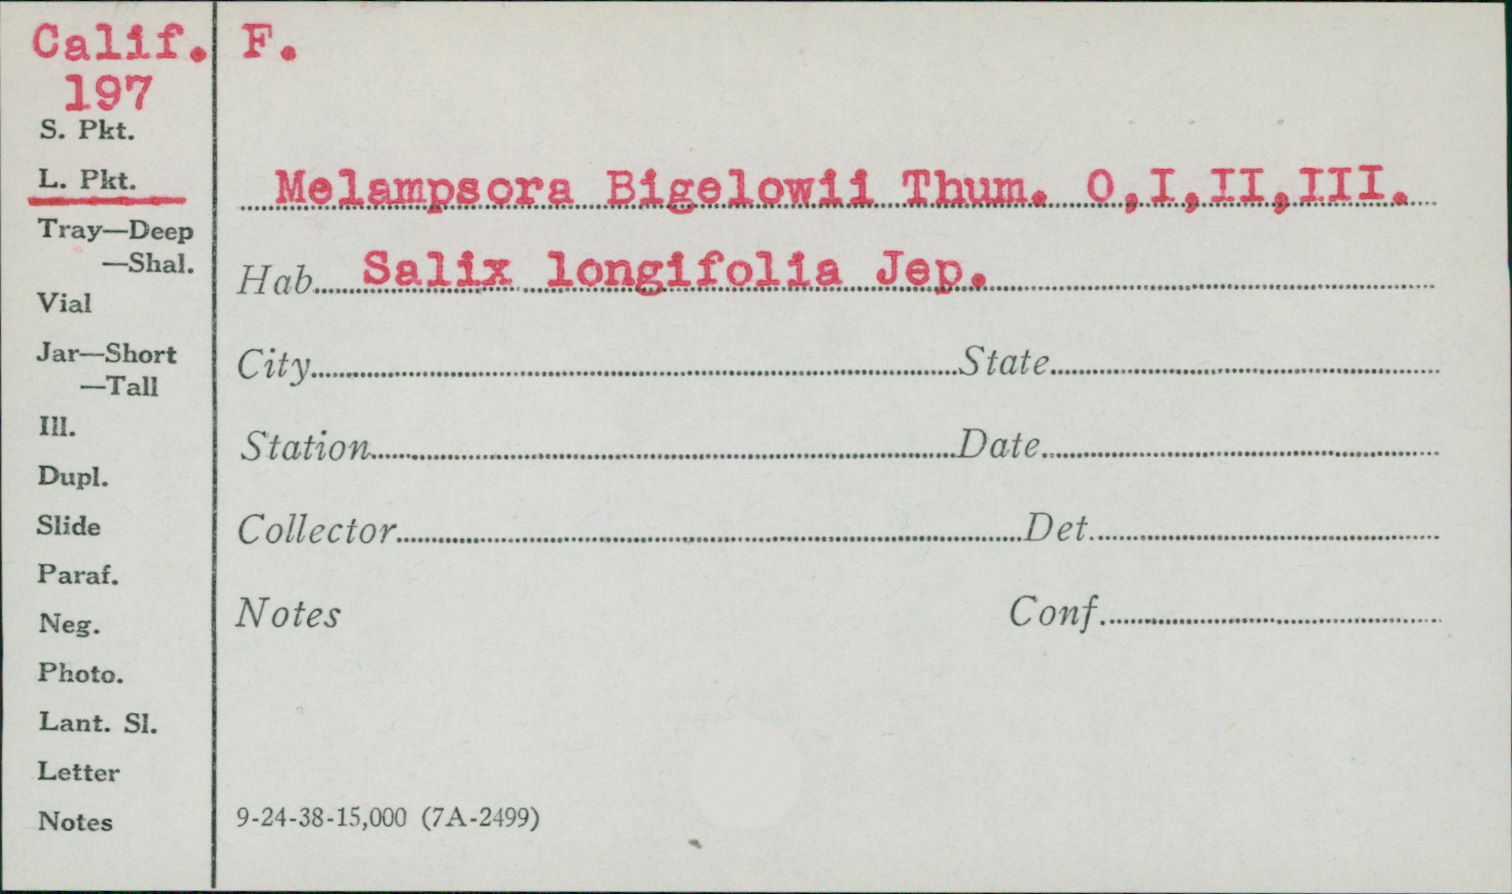 Calif. F.
197
S. Pkt.
L. Pkt.
Melampsora Bigelowii Thum. O,I,II,III.
Tray—Deep
—Shal.
Hab. Salix longifolia Jep.
Vial
Jar—Short
—Tall
City State
Ill.
Station Date
Dupl.
Slide
Collector Det.
Paraf.
Neg.
Notes Conf.
Photo.
Lant. Sl.
Letter
Notes
9-24-38-15,000 (7A-2499)